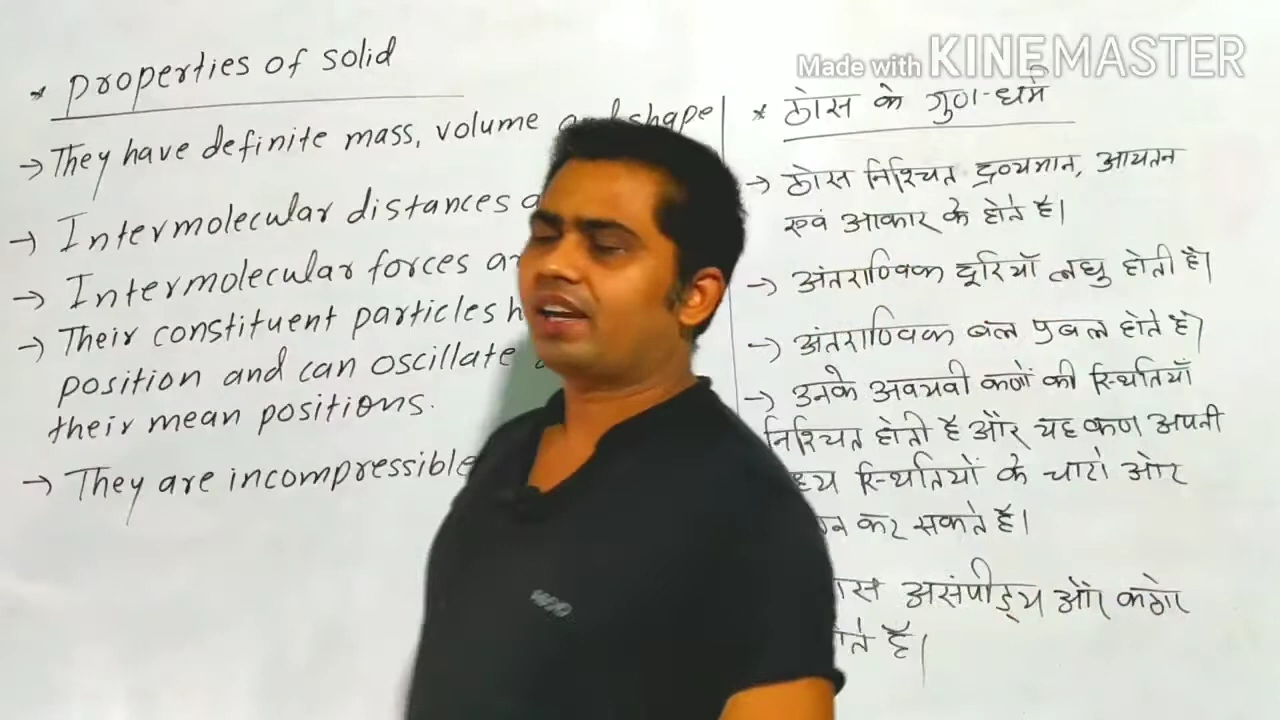 Made with KINEMASTER
* Properties of solid
→ They have definite mass, volume and shape
→ Intermolecular distances
→ Intermolecular forces
→ Their constituent particles
position and can oscillate
their mean positions.
→ They are incompressible
* ठोस के गुण-धर्म
→ ठोस निश्चित द्रव्यमान, आयतन
एवं आकार के होते है।
→ अंतराण्विक दूरियाँ लघु होती है।
→ अंतराण्विक बल प्रबल होते है।
→ उनके अवयवी कणों की स्थितियाँ
निश्चित होती है और यह कण अपनी
स्थितियों के चारो ओर
कर सकते है।
असंपीड्य और कठोर
है।